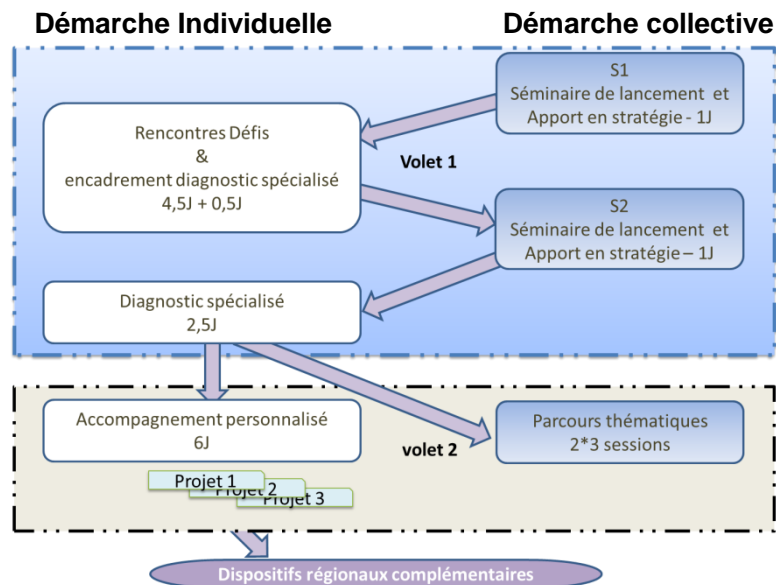 Démarche Individuelle
Démarche collective
S1
Séminaire de lancement et
Apport en stratégie - 1J
Rencontres Défis
&
encadrement diagnostic spécialisé
4,5J + 0,5J
Volet 1
S2
Séminaire de lancement et
Apport en stratégie – 1J
Diagnostic spécialisé
2,5J
Accompagnement personnalisé
6J
volet 2
Parcours thématiques
2*3 sessions
Projet 1
Projet 2
Projet 3
Dispositifs régionaux complémentaires